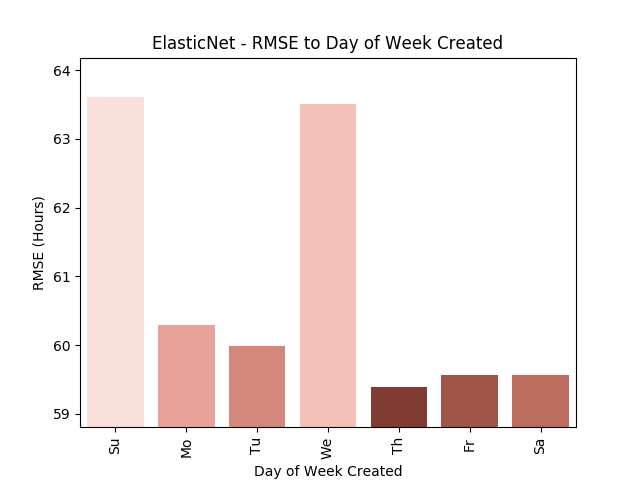 ElasticNet - RMSE to Day of Week Created
RMSE (Hours)
64
63
62
61
60
59
Su
Mo
Tu
We
Th
Fr
Sa
Day of Week Created